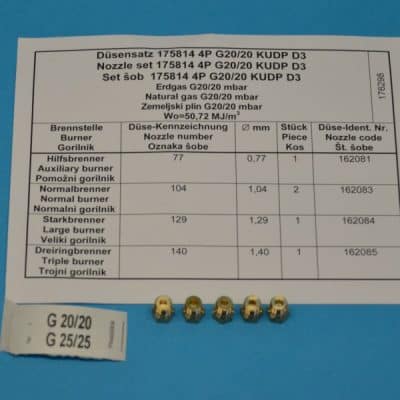 Düsensatz 175814 4P G20/20 KUDP D3
Nozzle set 175814 4P G20/20 KUDP D3
Set šob 175814 4P G20/20 KUDP D3
Erdgas G20/20 mbar
Natural gas G20/20 mbar
Zemeljski plin G20/20 mbar
Wo=50,72 MJ/m³
178298
Brennstelle Düse-Kennzeichnung Ø mm Stück Düse-Ident. Nr.
Burner Nozzle number Piece Nozzle code
Gorilnik Oznaka šobe Kos Št. šobe
Hilfsbrenner 77 0,77 1 162081
Auxiliary burner
Pomožni gorilnik
Normalbrenner 104 1,04 2 162083
Normal burner
Normalni gorilnik
Starkbrenner 129 1,29 1 162084
Large burner
Veliki gorilnik
Dreiringbrenner 140 1,40 1 162085
Triple burner
Trojni gorilnik
G 20/20
G 25/25